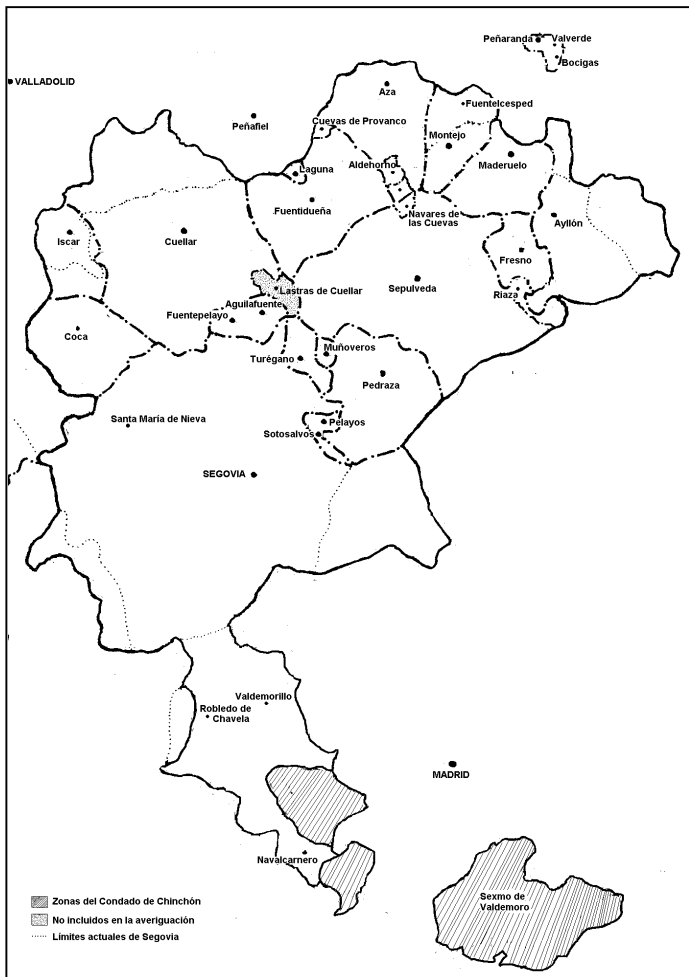 Peñaranda
Valverde
Bocigas
VALLADOLID
Aza
Fuentelcesped
Peñafiel
Cuevas de Provanco
Montejo
Aldehorno
Maderuelo
Laguna
Fuentidueña
Navares de
las Cuevas
Ayllón
Iscar
Cuellar
Fresno
Sepulveda
Riaza
Lastras de Cuellar
Aguilafuente
Fuentepelayo
Coca
Muñoveros
Turégano
Pedraza
Santa María de Nieva
Pelayos
Sotosalvos
SEGOVIA
Valdemorillo
Robledo de
Chavela
MADRID
Navalcarnero
Sexmo de
Valdemoro
Zonas del Condado de Chinchón
No incluidos en la averiguación
Límites actuales de Segovia